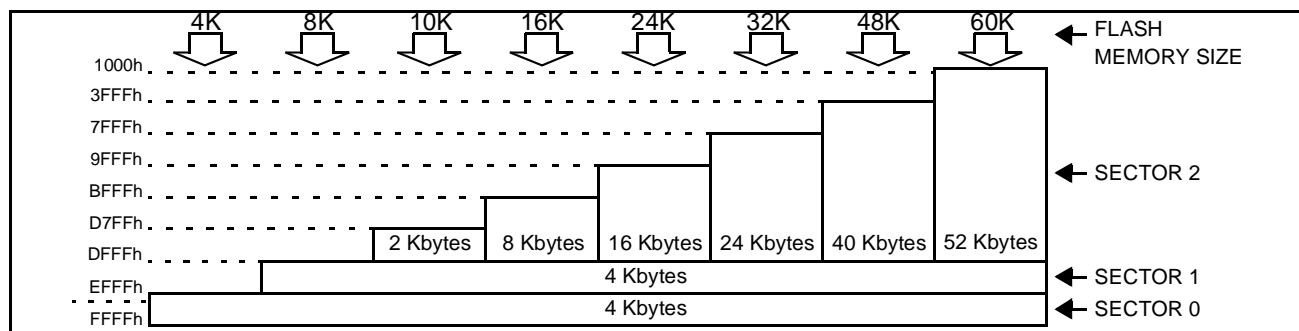 4K 8K 10K 16K 24K 32K 48K 60K
FLASH
MEMORY SIZE
1000h
3FFFh
7FFFh
9FFFh
SECTOR 2
BFFFh
D7FFh
2 Kbytes 8 Kbytes 16 Kbytes 24 Kbytes 40 Kbytes 52 Kbytes
DFFFh
4 Kbytes
SECTOR 1
EFFFh
4 Kbytes
SECTOR 0
FFFFh